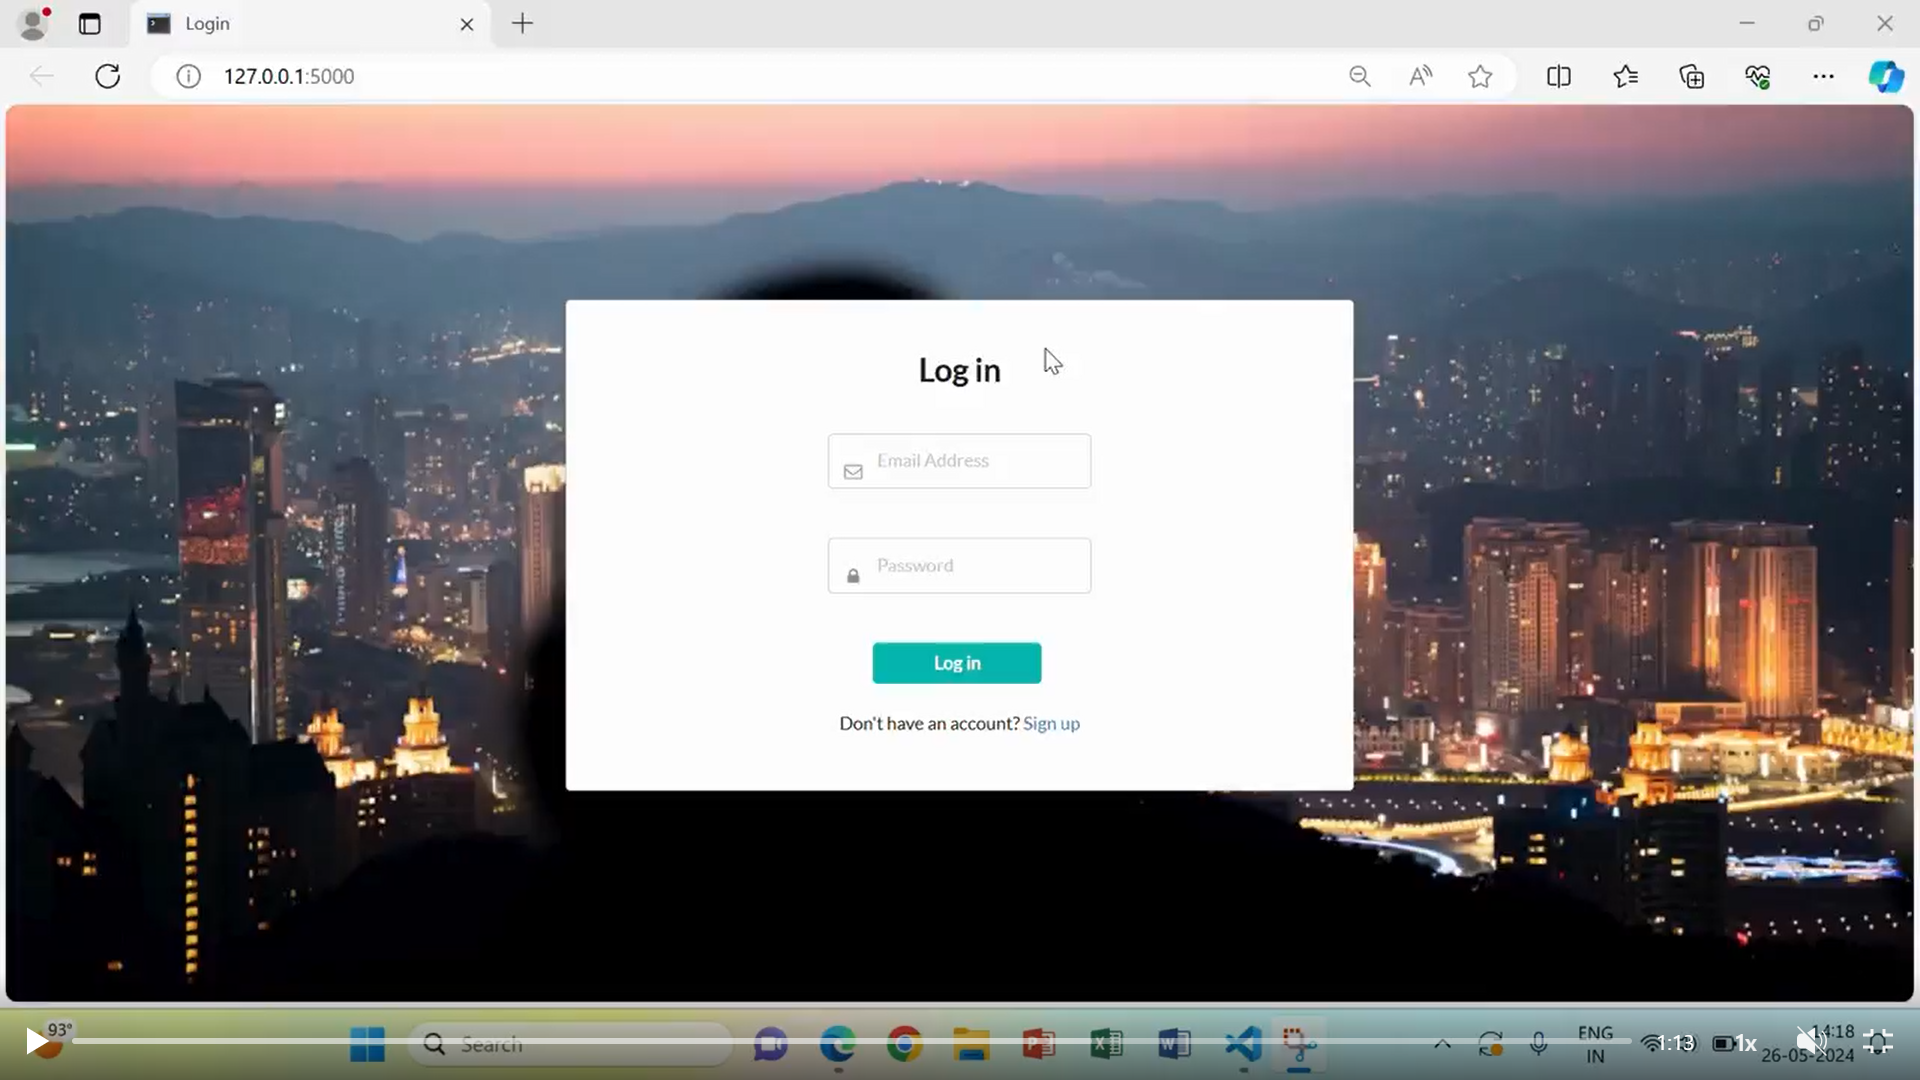 Login
127.0.0.1:5000
Log in
Email Address
Password
Log in
Don't have an account? Sign up
93°
Search
ENG
IN
1:13
1x
14:18
26-05-2024